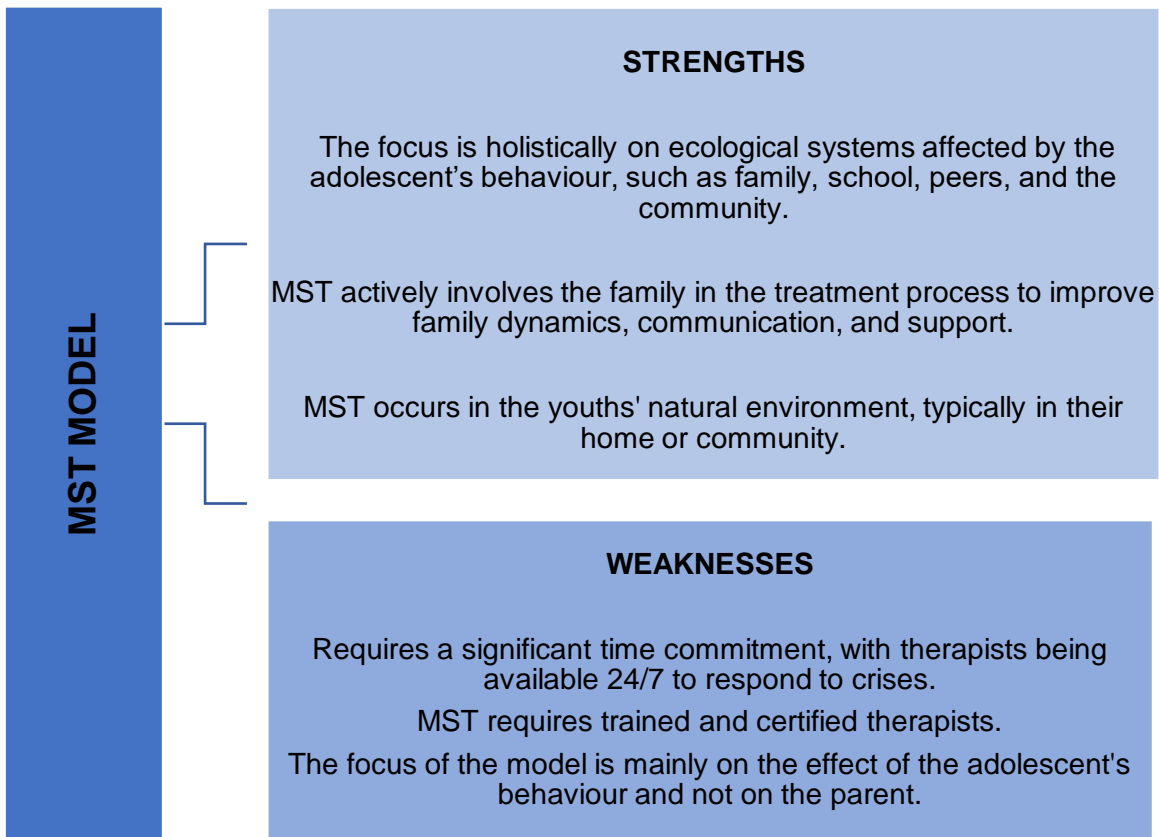 MST MODEL
STRENGTHS
The focus is holistically on ecological systems affected by the
adolescent’s behaviour, such as family, school, peers, and the
community.
MST actively involves the family in the treatment process to improve
family dynamics, communication, and support.
MST occurs in the youths' natural environment, typically in their
home or community.
WEAKNESSES
Requires a significant time commitment, with therapists being
available 24/7 to respond to crises.
MST requires trained and certified therapists.
The focus of the model is mainly on the effect of the adolescent's
behaviour and not on the parent.